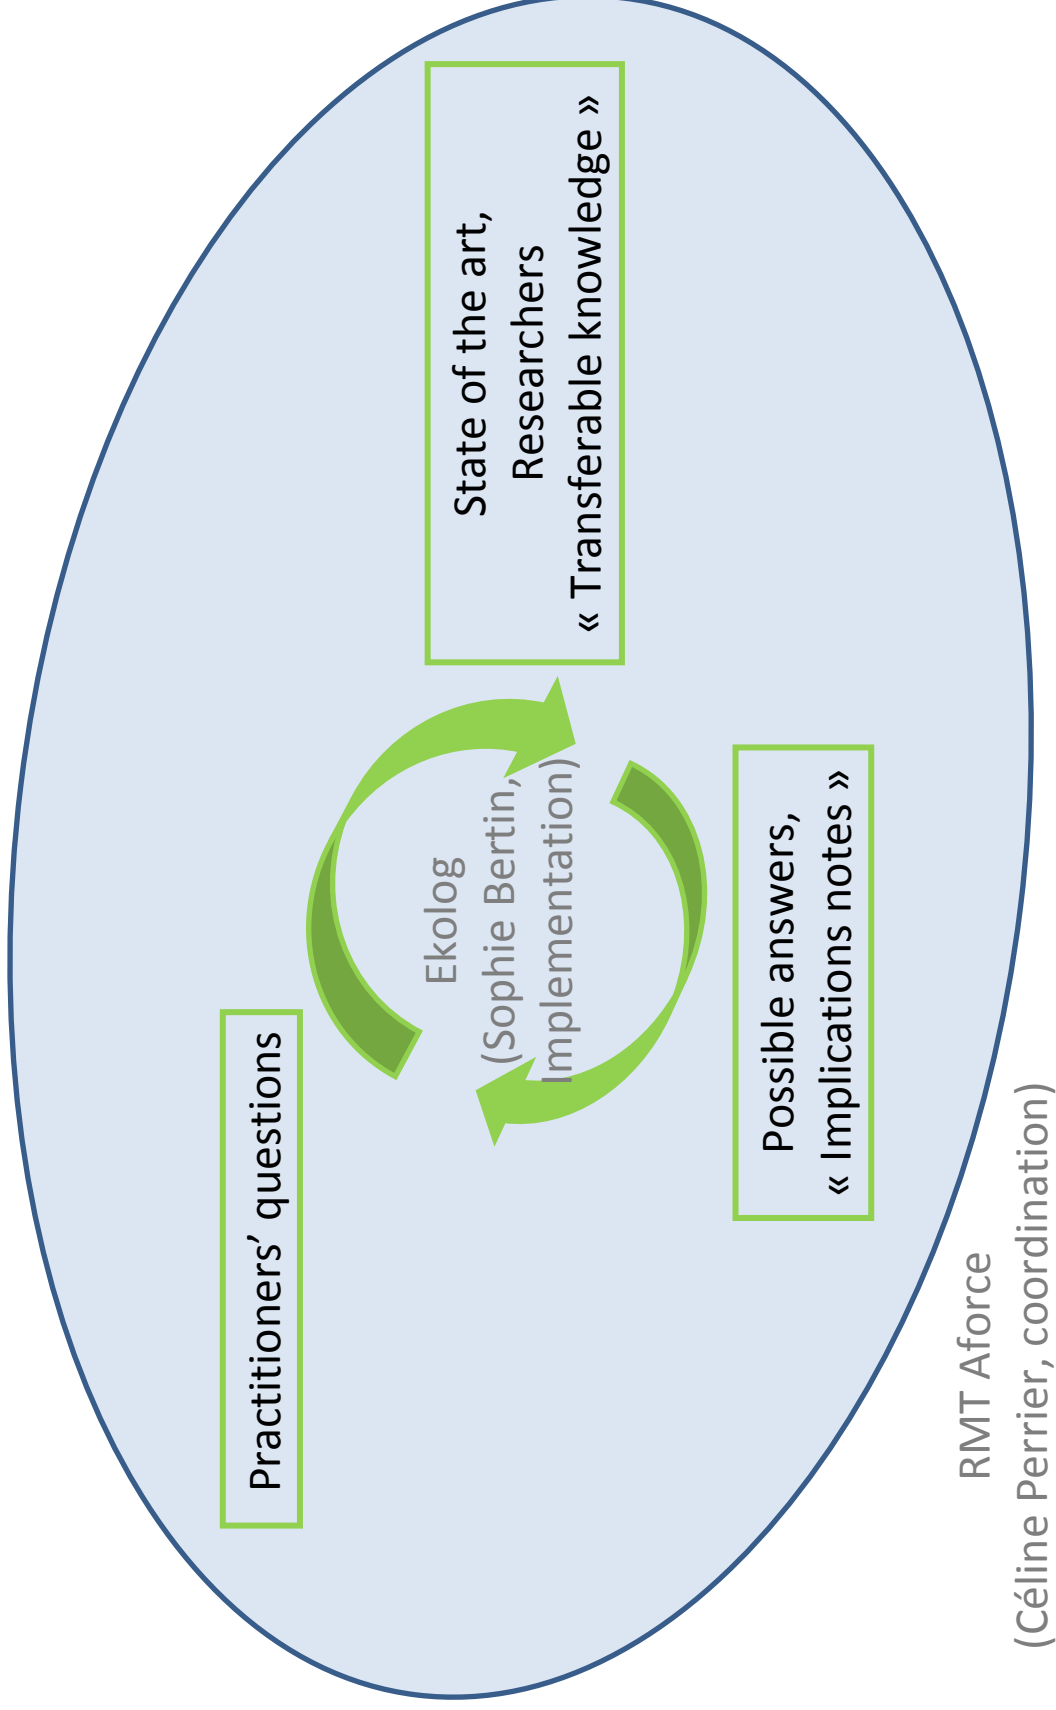 Practitioners’ questions
State of the art,
Researchers
« Transferable knowledge »
Ekolog
(Sophie Bertin,
Implementation)
Possible answers,
« Implications notes »
RMT Aforce
(Céline Perrier, coordination)